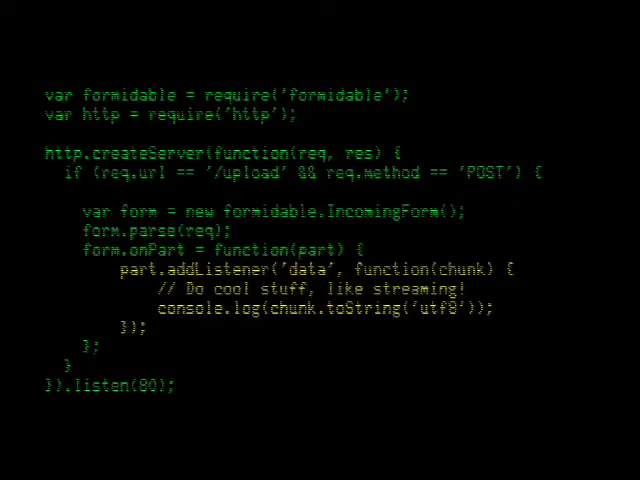 var formidable = require('formidable');
var http = require('http');
http.createServer(function(req, res) {
if (req.url == '/upload' && req.method == 'POST') {
var form = new formidable.IncomingForm();
form.parse(req);
form.onPart = function(part) {
part.addListener('data', function(chunk) {
// Do cool stuff, like streaming!
console.log(chunk.toString('utf8'));
});
};
}
}).listen(80);